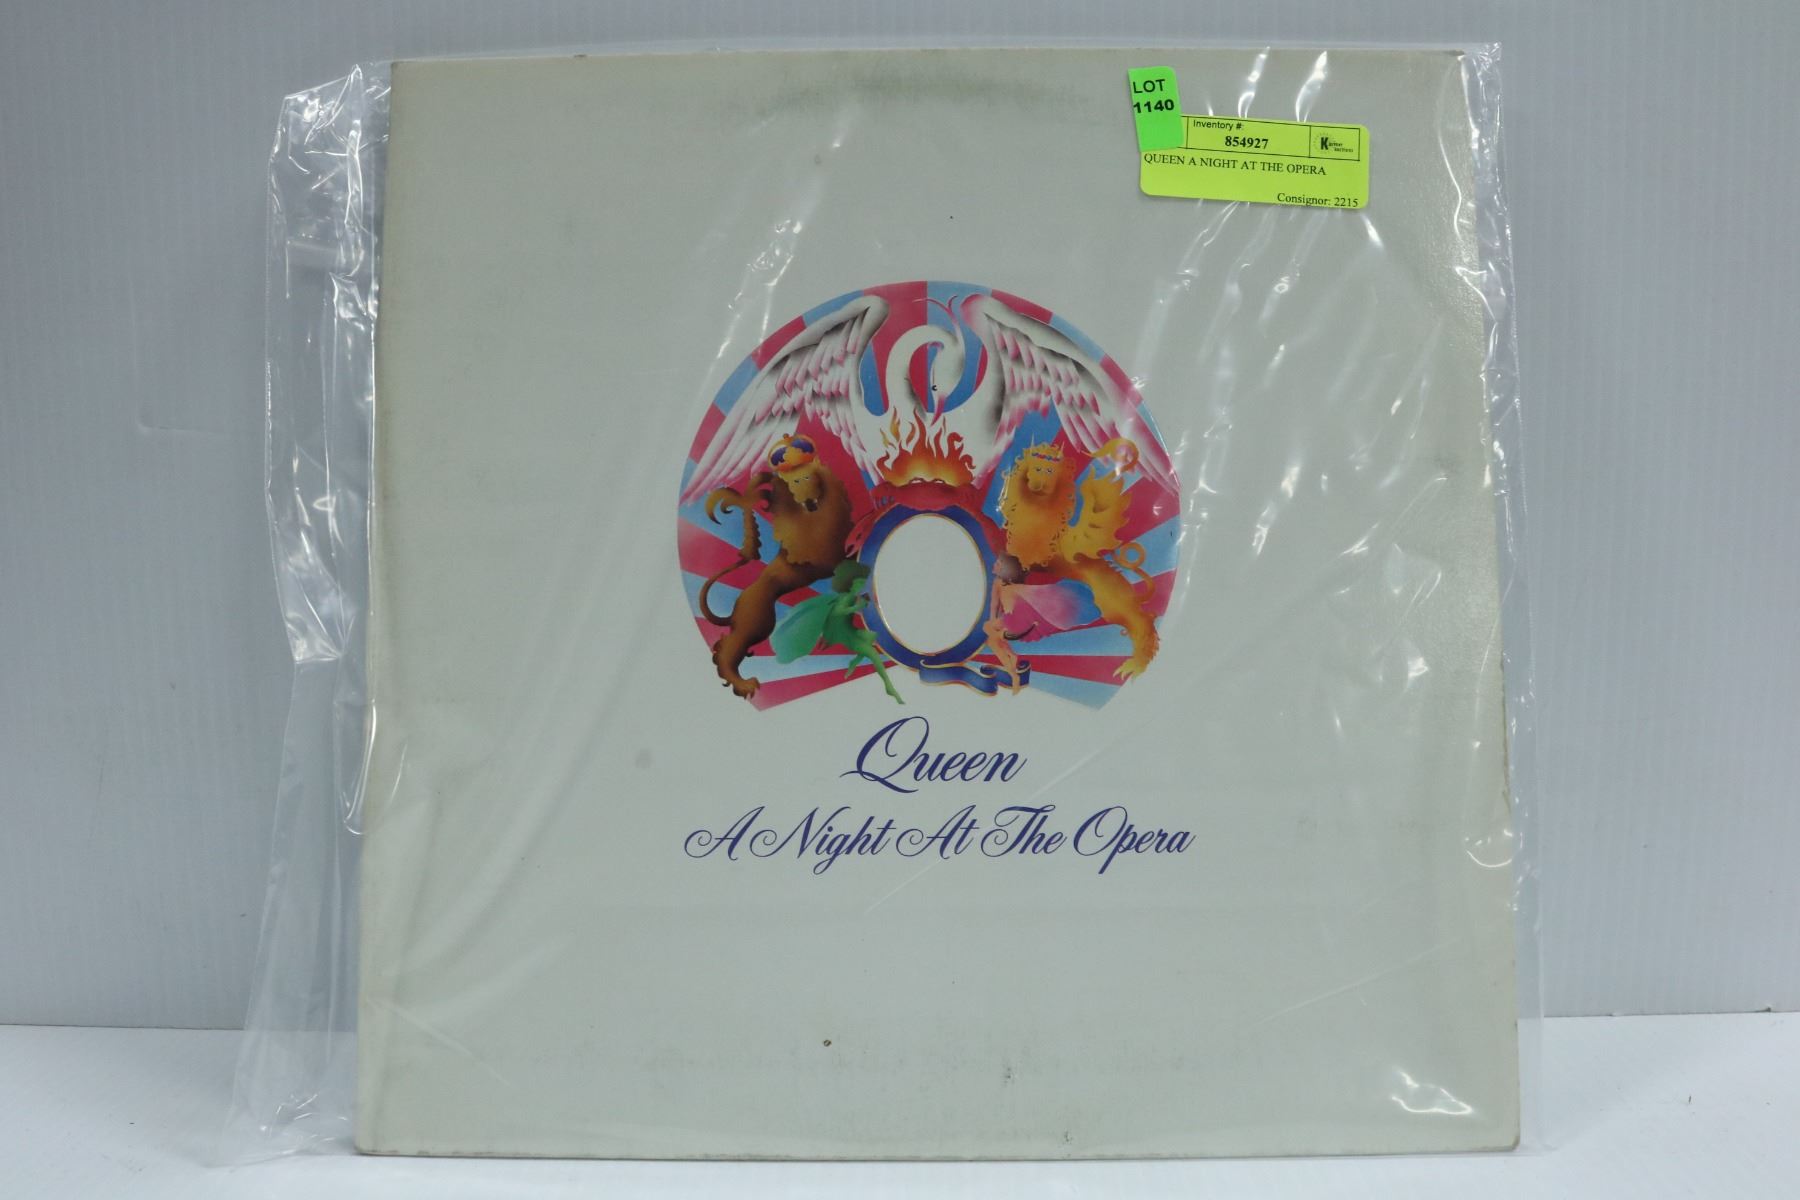 LOT
1140
Inventory #:
854927
QUEEN A NIGHT AT THE OPERA
Consignor: 2215
Queen
A Night At The Opera